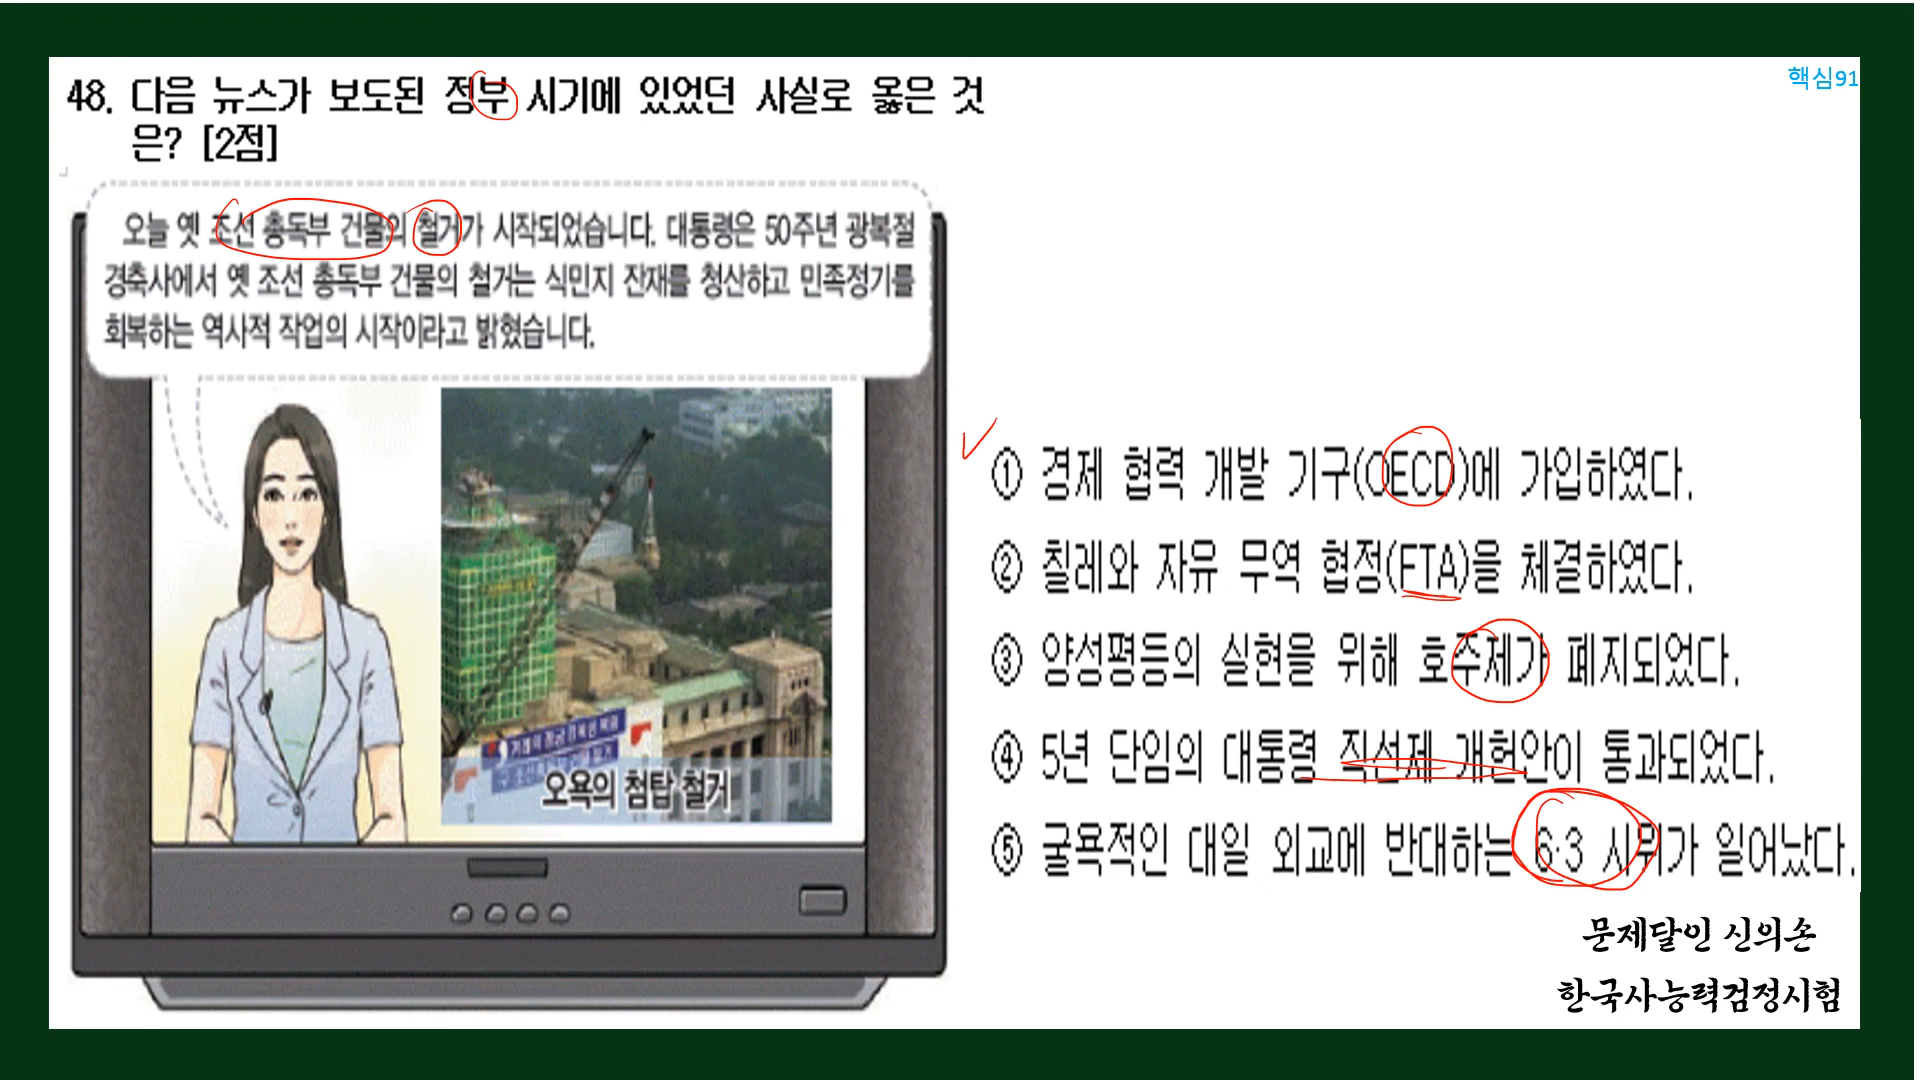 핵심91
48. 다음 뉴스가 보도된 정부 시기에 있었던 사실로 옳은 것
은? [2점]
오늘 옛 조선 총독부 건물의 철거가 시작되었습니다. 대통령은 50주년 광복절
경축사에서 옛 조선 총독부 건물의 철거는 식민지 잔재를 청산하고 민족정기를
회복하는 역사적 작업의 시작이라고 밝혔습니다.
오욕의 첨탑 철거
① 경제 협력 개발 기구(OECD)에 가입하였다.
② 칠레와 자유 무역 협정(FTA)을 체결하였다.
③ 양성평등의 실현을 위해 호주제가 폐지되었다.
④ 5년 단임의 대통령 직선제 개헌안이 통과되었다.
⑤ 굴욕적인 대일 외교에 반대하는 6·3 시위가 일어났다.
문제달인 신의손
한국사능력검정시험